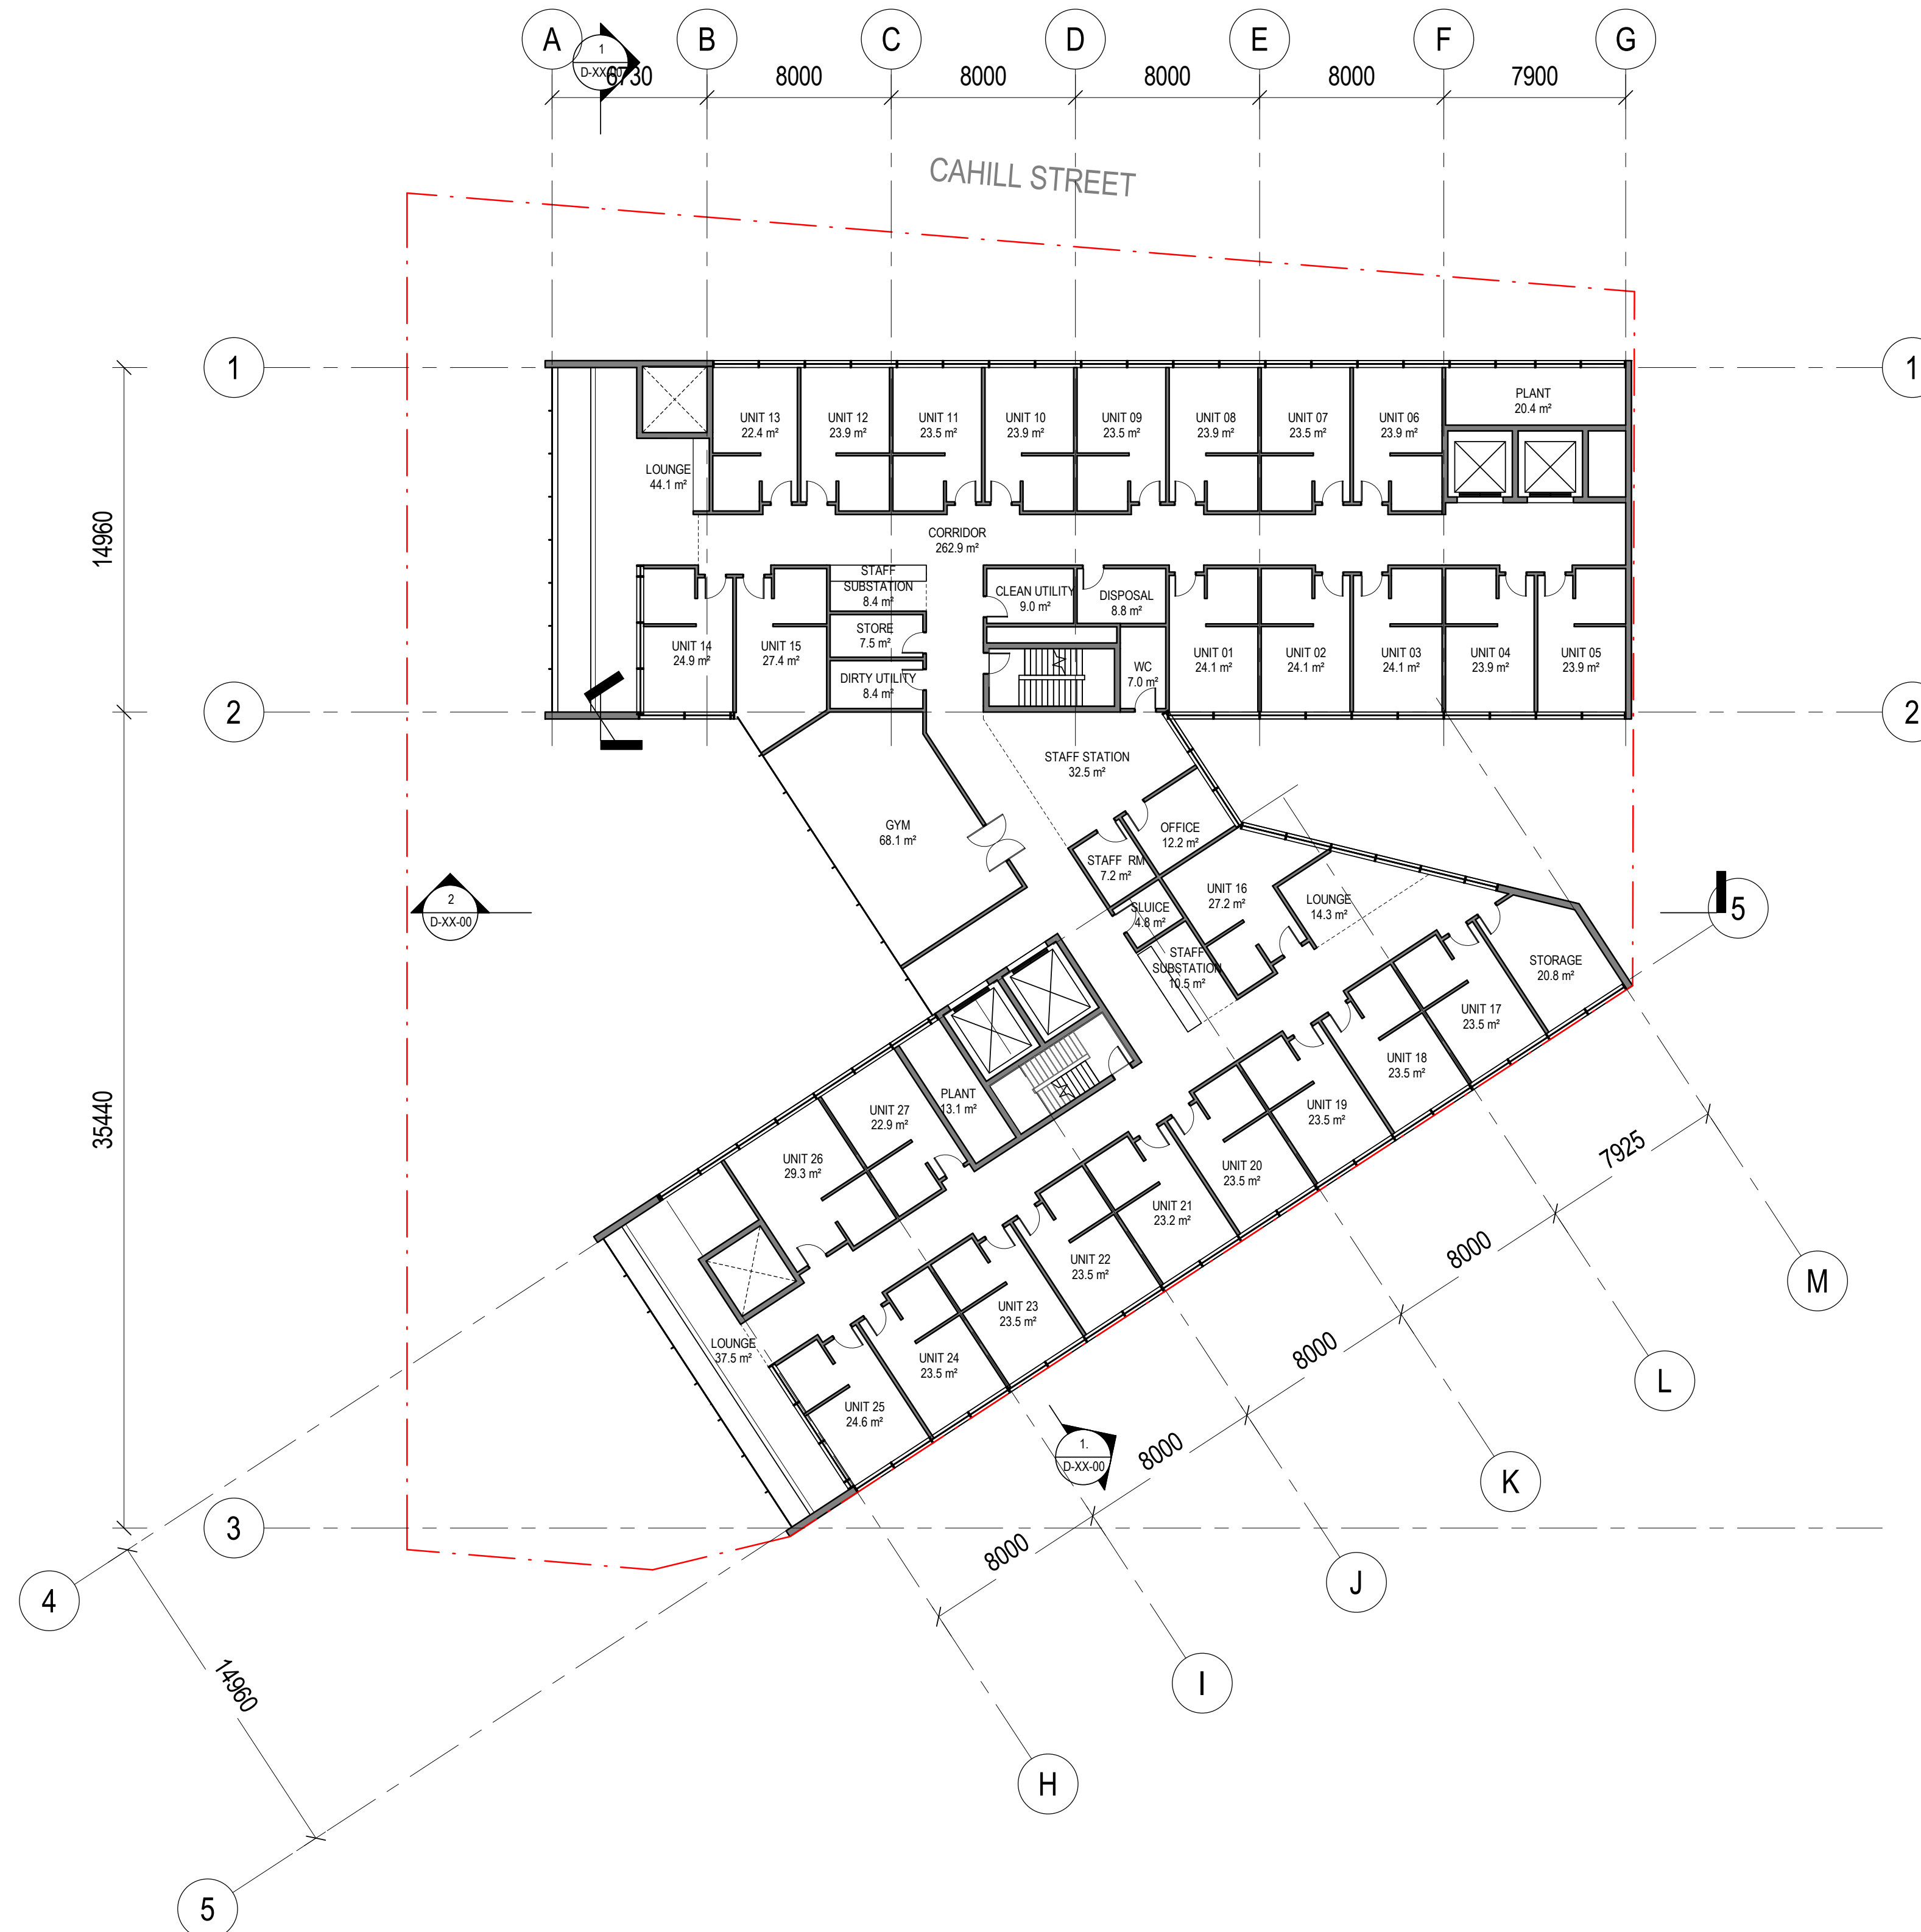 A
B
C
D
E
F
G
1
D-XX-00
6730
8000
8000
8000
8000
7900
CAHILL STREET
1
1
PLANT
20.4 m²
UNIT 13
22.4 m²
UNIT 12
23.9 m²
UNIT 11
23.5 m²
UNIT 10
23.9 m²
UNIT 09
23.5 m²
UNIT 08
23.9 m²
UNIT 07
23.5 m²
UNIT 06
23.9 m²
LOUNGE
44.1 m²
14960
CORRIDOR
262.9 m²
STAFF
SUBSTATION
8.4 m²
CLEAN UTILITY
9.0 m²
DISPOSAL
8.8 m²
STORE
7.5 m²
UNIT 14
24.9 m²
UNIT 15
27.4 m²
DIRTY UTILITY
8.4 m²
WC
7.0 m²
UNIT 01
24.1 m²
UNIT 02
24.1 m²
UNIT 03
24.1 m²
UNIT 04
23.9 m²
UNIT 05
23.9 m²
2
2
STAFF STATION
32.5 m²
GYM
68.1 m²
OFFICE
12.2 m²
STAFF RM
7.2 m²
UNIT 16
27.2 m²
LOUNGE
14.3 m²
2
D-XX-00
5
SLUICE
4.8 m²
STAFF
SUBSTATION
10.5 m²
STORAGE
20.8 m²
UNIT 17
23.5 m²
UNIT 18
23.5 m²
UNIT 19
23.5 m²
UNIT 20
23.5 m²
UNIT 21
23.2 m²
UNIT 22
23.5 m²
UNIT 23
23.5 m²
UNIT 24
23.5 m²
UNIT 25
24.6 m²
PLANT
13.1 m²
UNIT 27
22.9 m²
UNIT 26
29.3 m²
LOUNGE
37.5 m²
35440
7925
8000
8000
8000
8000
1.
D-XX-00
M
L
K
J
I
H
3
4
14960
5